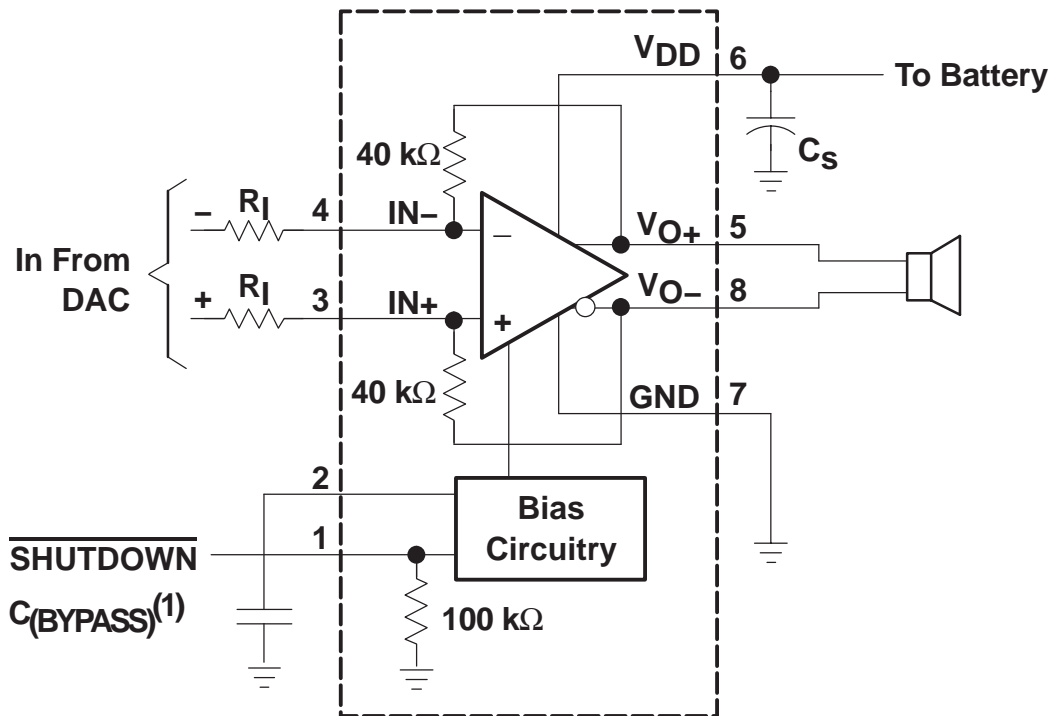 VDD
6
To Battery
CS
40 kΩ
RI
4
IN–
–
–
VO+
5
In From
DAC
RI
3
IN+
+
+
VO–
8
40 kΩ
GND
7
2
Bias
Circuitry
1
SHUTDOWN
C(BYPASS)(1)
100 kΩ